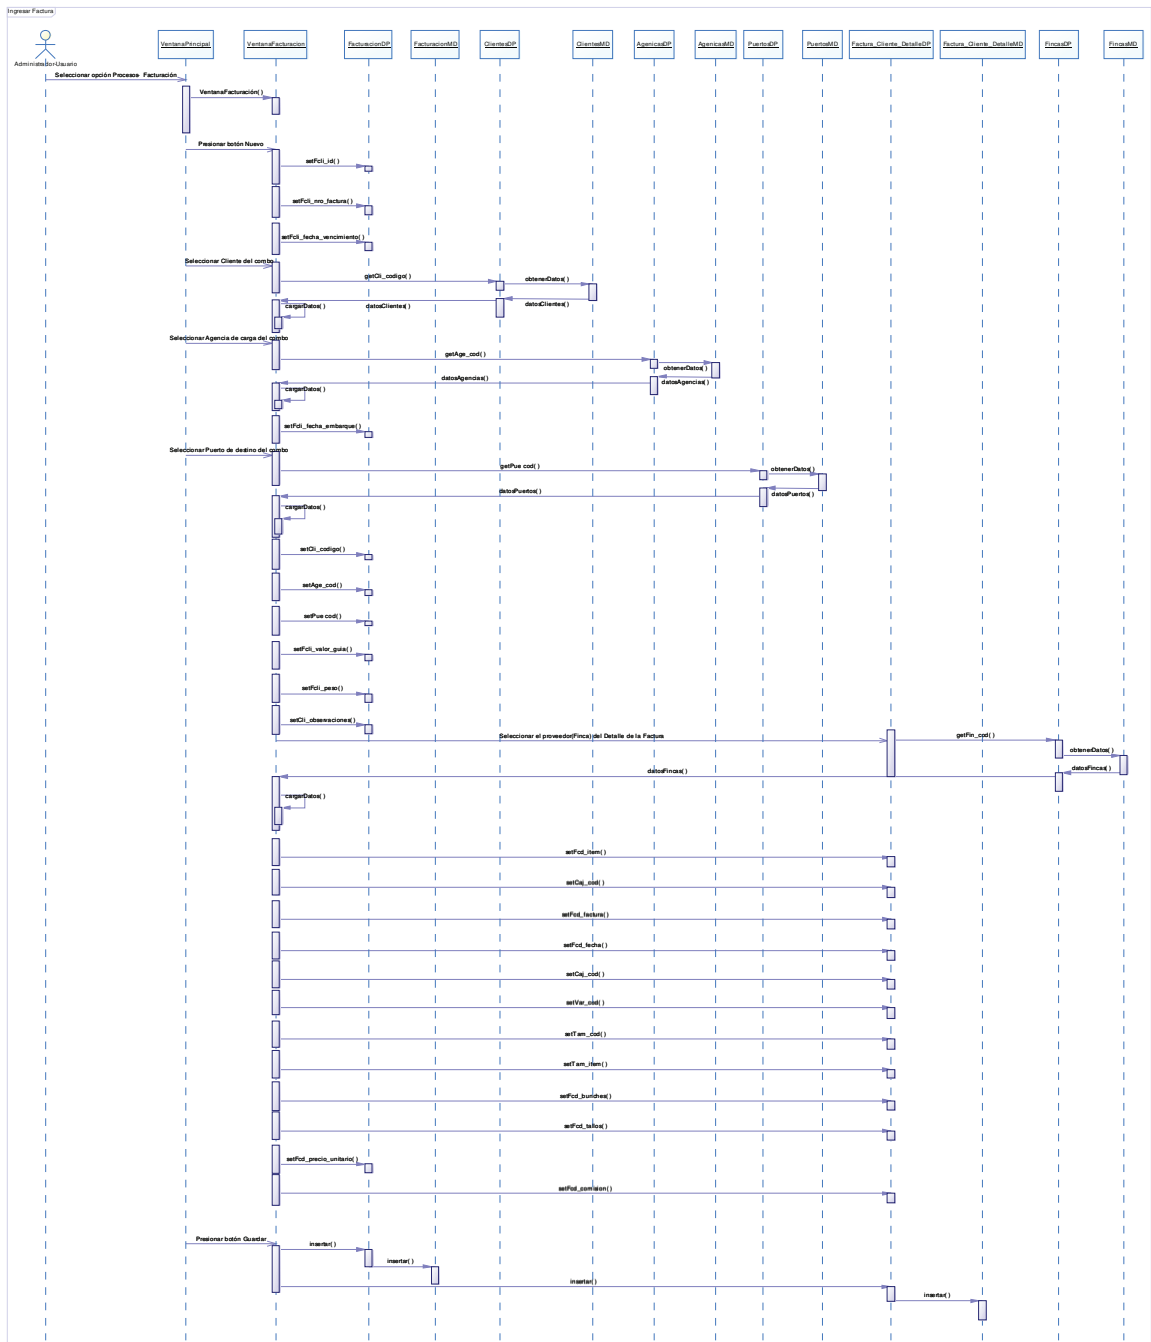 Ingresar Factura
Administrador-Usuario
VentanaPrincipal
VentanaFacturacion
FacturacionDP
FacturacionMD
ClientesDP
ClientesMD
AgenicasDP
AgenicasMD
PuertosDP
PuertosMD
Factura_Cliente_DetalleDP
Factura_Cliente_DetalleMD
FincasDP
FincasMD
Seleccionar opción Procesos- Facturación
VentanaFacturación( )
Presionar botón Nuevo
setFcli_id( )
setFcli_nro_factura( )
setFcli_fecha_vencimiento( )
Seleccionar Cliente del combo
getCli_codigo( )
obtenerDatos( )
datosClientes( )
datosClientes( )
cargarDatos( )
Seleccionar Agencia de carga del combo
getAge_cod( )
obtenerDatos( )
datosAgencias( )
datosAgencias( )
cargarDatos( )
setFcli_fecha_embarque( )
Seleccionar Puerto de destino del combo
getPue cod( )
obtenerDatos( )
datosPuertos( )
datosPuertos( )
cargarDatos( )
setCli_codigo( )
setAge_cod( )
setPue cod( )
setFcli_valor_guia( )
setFcli_peso( )
setCli_observaciones( )
Seleccionar el proveedor(Finca) del Detalle de la Factura
getFin_cod( )
obtenerDatos( )
datosFincas( )
datosFincas( )
cargarDatos( )
setFcd_item( )
setCaj_cod( )
setFcd_factura( )
setFcd_fecha( )
setCaj_cod( )
setVar_cod( )
setTam_cod( )
setTam_item( )
setFcd_bunches( )
setFcd_tallos( )
setFcd_precio_unitario( )
setFcd_comision( )
Presionar botón Guardar
insertar( )
insertar( )
insertar( )
insertar( )